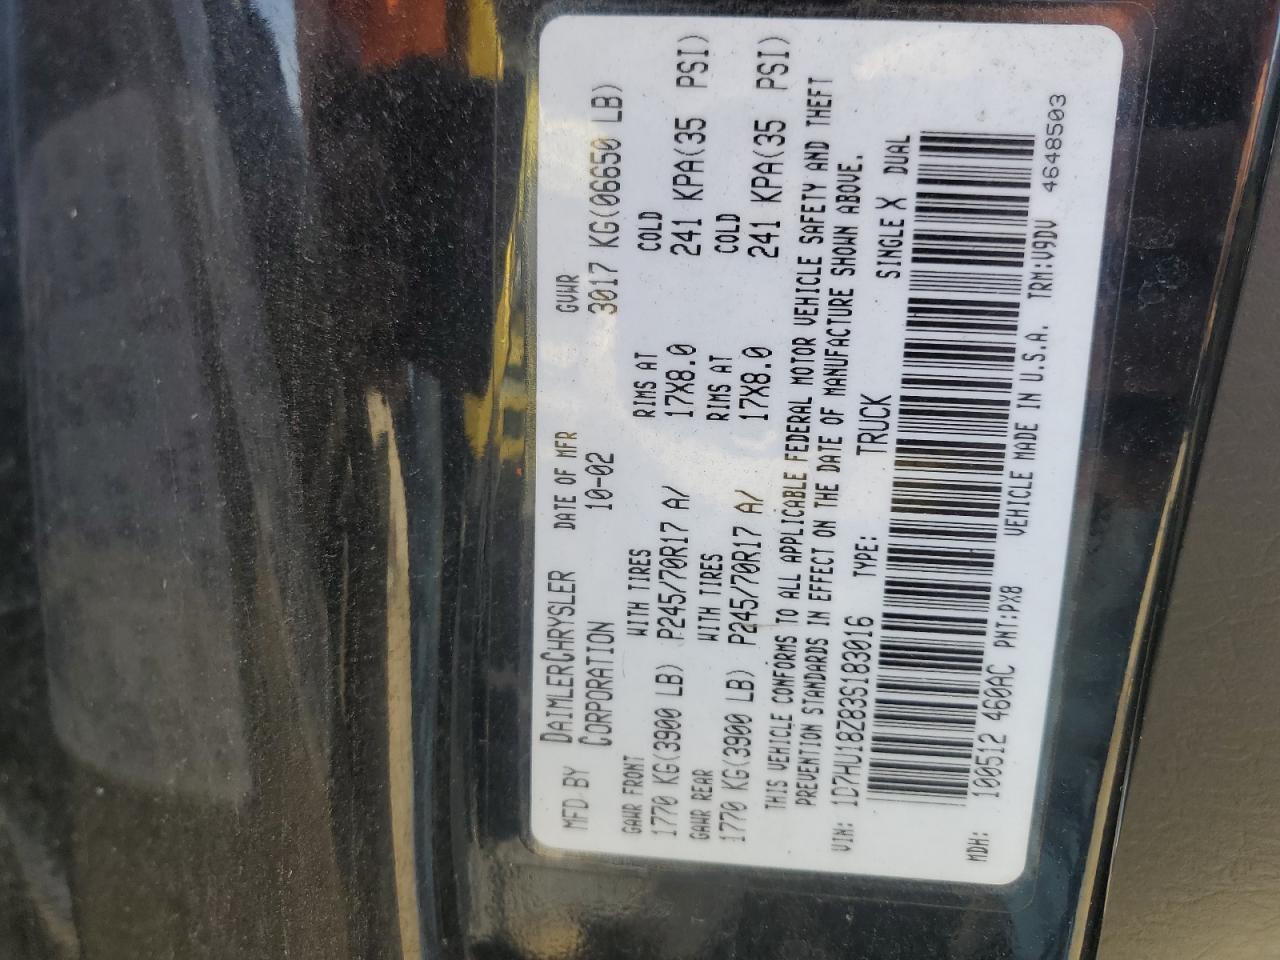 MFD BY DAIMLERCHRYSLER DATE OF MFR GVWR
CORPORATION 10-02 3017 KG(06650 LB)
GAWR FRONT WITH TIRES RIMS AT COLD
1770 KG(3900 LB) P245/70R17 A/ 17X8.0 241 KPA(35 PSI)
GAWR REAR WITH TIRES RIMS AT COLD
1770 KG(3900 LB) P245/70R17 A/ 17X8.0 241 KPA(35 PSI)
THIS VEHICLE CONFORMS TO ALL APPLICABLE FEDERAL MOTOR VEHICLE SAFETY AND THEFT
PREVENTION STANDARDS IN EFFECT ON THE DATE OF MANUFACTURE SHOWN ABOVE.
VIN: 1D7HU18Z83S183016 TYPE: TRUCK SINGLE X DUAL
MDH: 100512 460AC PNT:PX8 VEHICLE MADE IN U.S.A. TRM:V9DV 4648503